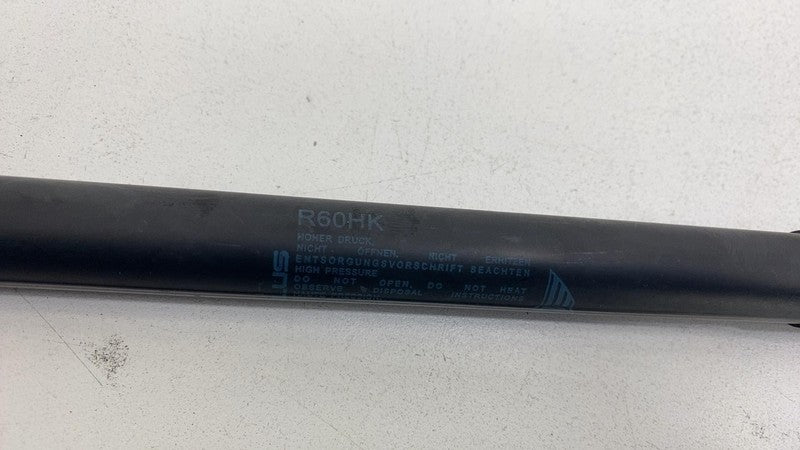 R60HK
HOHER DRUCK,
NICHT ÖFFNEN, NICHT ERHITZEN
ENTSORGUNGSVORSCHRIFT BEACHTEN
HIGH PRESSURE
DO NOT OPEN, DO NOT HEAT
OBSERVE DISPOSAL INSTRUCTIONS